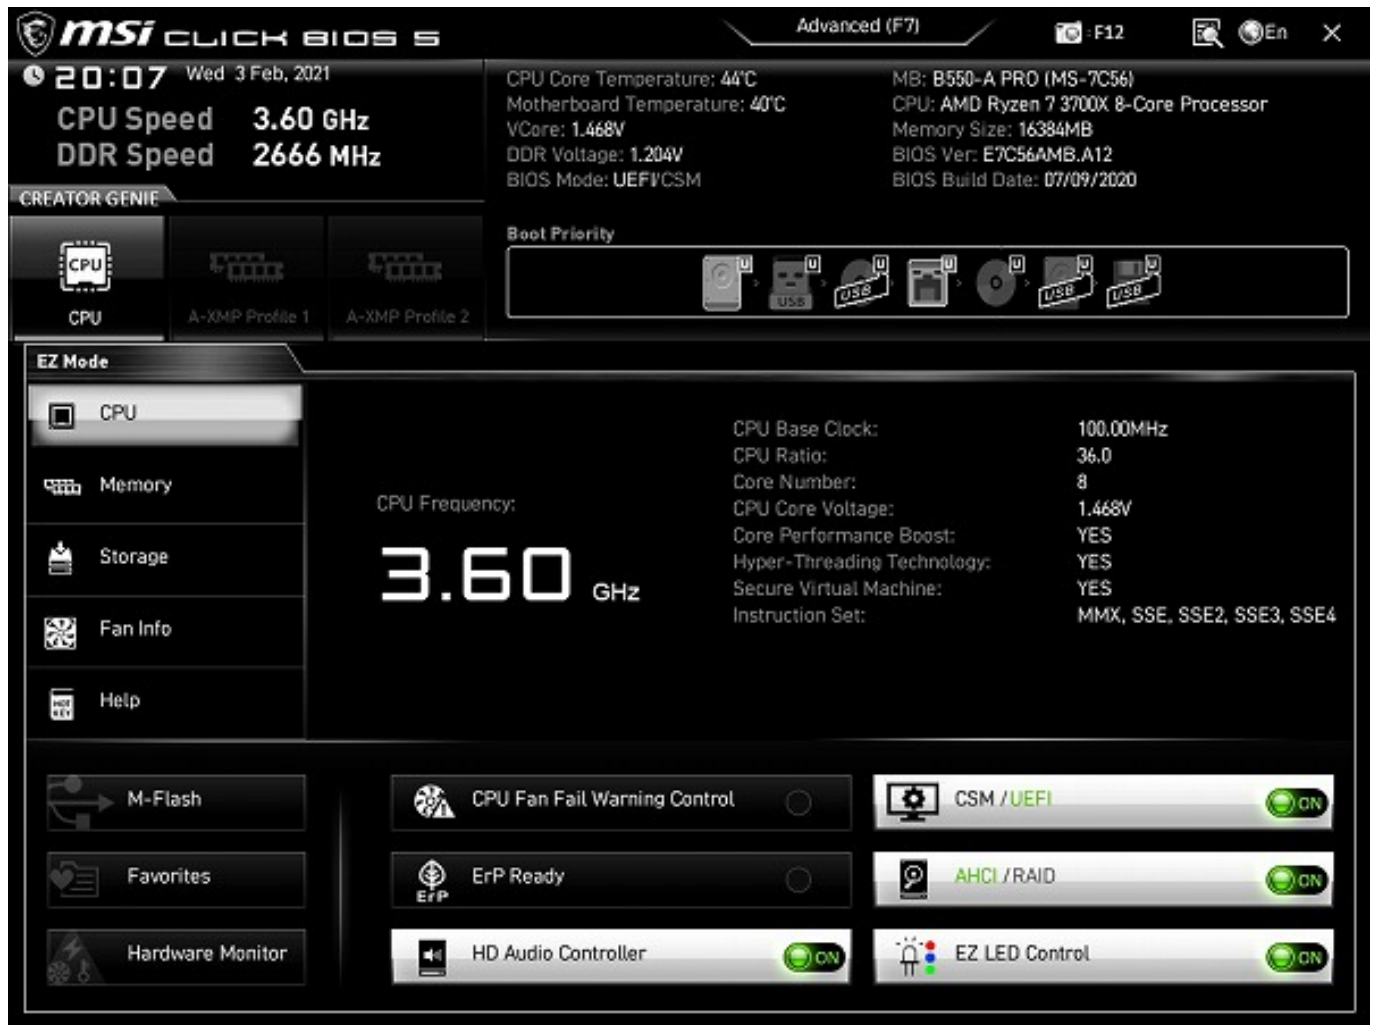 msi CLICK BIOS 5
Advanced (F7)
:F12
En
20:07 Wed 3 Feb, 2021
CPU Speed 3.60 GHz
DDR Speed 2666 MHz
CPU Core Temperature: 44°C
Motherboard Temperature: 40°C
VCore: 1.468V
DDR Voltage: 1.204V
BIOS Mode: UEFI/CSM
MB: B550-A PRO (MS-7C56)
CPU: AMD Ryzen 7 3700X 8-Core Processor
Memory Size: 16384MB
BIOS Ver: E7C56AMB.A12
BIOS Build Date: 07/09/2020
CREATOR GENIE
CPU
CPU
A-XMP Profile 1
A-XMP Profile 2
Boot Priority
U U U U U U U
USB USB USB USB
EZ Mode
CPU
Memory
Storage
Fan Info
HOT KEY
Help
CPU Frequency:
3.60 GHz
CPU Base Clock: 100.00MHz
CPU Ratio: 36.0
Core Number: 8
CPU Core Voltage: 1.468V
Core Performance Boost: YES
Hyper-Threading Technology: YES
Secure Virtual Machine: YES
Instruction Set: MMX, SSE, SSE2, SSE3, SSE4
M-Flash
Favorites
Hardware Monitor
CPU Fan Fail Warning Control
ErP
ErP Ready
HD Audio Controller ON
CSM /UEFI ON
AHCI /RAID ON
EZ LED Control ON